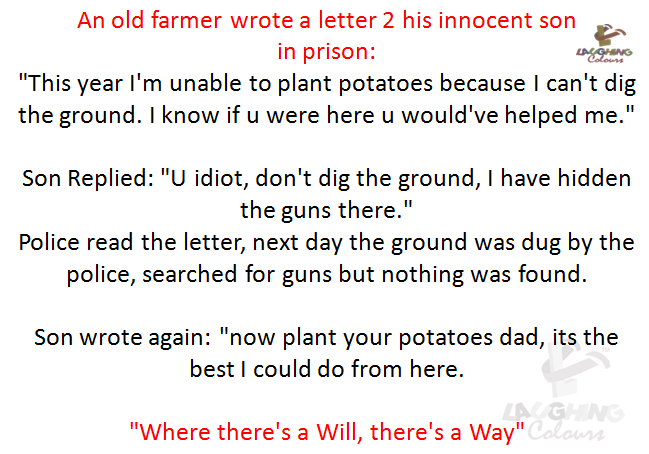 An old farmer wrote a letter 2 his innocent son
in prison:
LAUGHING
Colours
"This year I'm unable to plant potatoes because I can't dig
the ground. I know if u were here u would've helped me."
Son Replied: "U idiot, don't dig the ground, I have hidden
the guns there."
Police read the letter, next day the ground was dug by the
police, searched for guns but nothing was found.
Son wrote again: "now plant your potatoes dad, its the
best I could do from here.
"Where there's a Will, there's a Way"
LAUGHING
Colours
TM